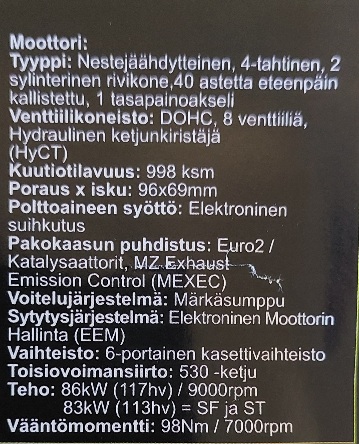 Moottori:
Tyyppi: Nestejäähdytteinen, 4-tahtinen, 2
sylinterinen rivikone,40 astetta eteenpäin
kallistettu, 1 tasapainoakseli
Venttiilikoneisto: DOHC, 8 venttiiliä,
Hydraulinen ketjunkiristäjä
(HyCT)
Kuutiotilavuus: 998 ksm
Poraus x isku: 96x69mm
Polttoaineen syöttö: Elektroninen
suihkutus
Pakokaasun puhdistus: Euro2 /
Katalysaattorit, MZ Exhaust
Emission Control (MEXEC)
Voitelujärjestelmä: Märkäsumppu
Sytytysjärjestelmä: Elektroninen Moottorin
Hallinta (EEM)
Vaihteisto: 6-portainen kasettivaihteisto
Toisiovoimansiirto: 530 -ketju
Teho: 86kW (117hv) / 9000rpm
83kW (113hv) = SF ja ST
Vääntömomentti: 98Nm / 7000rpm